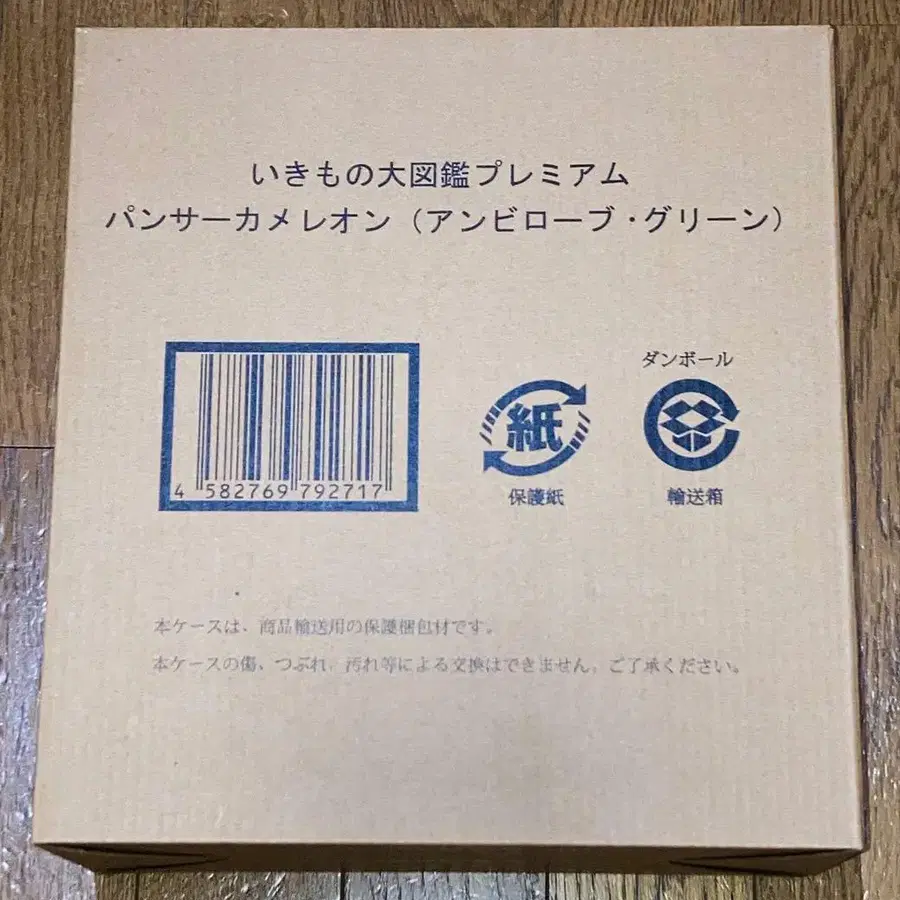 いきもの大図鑑プレミアム
パンサーカメレオン（アンビローブ・グリーン）
ダンボール
紙
4 582769 792717
保護紙
輸送箱
本ケースは、商品輸送用の保護梱包材です。
本ケースの傷、つぶれ、汚れ等による交換はできません。ご了承ください。